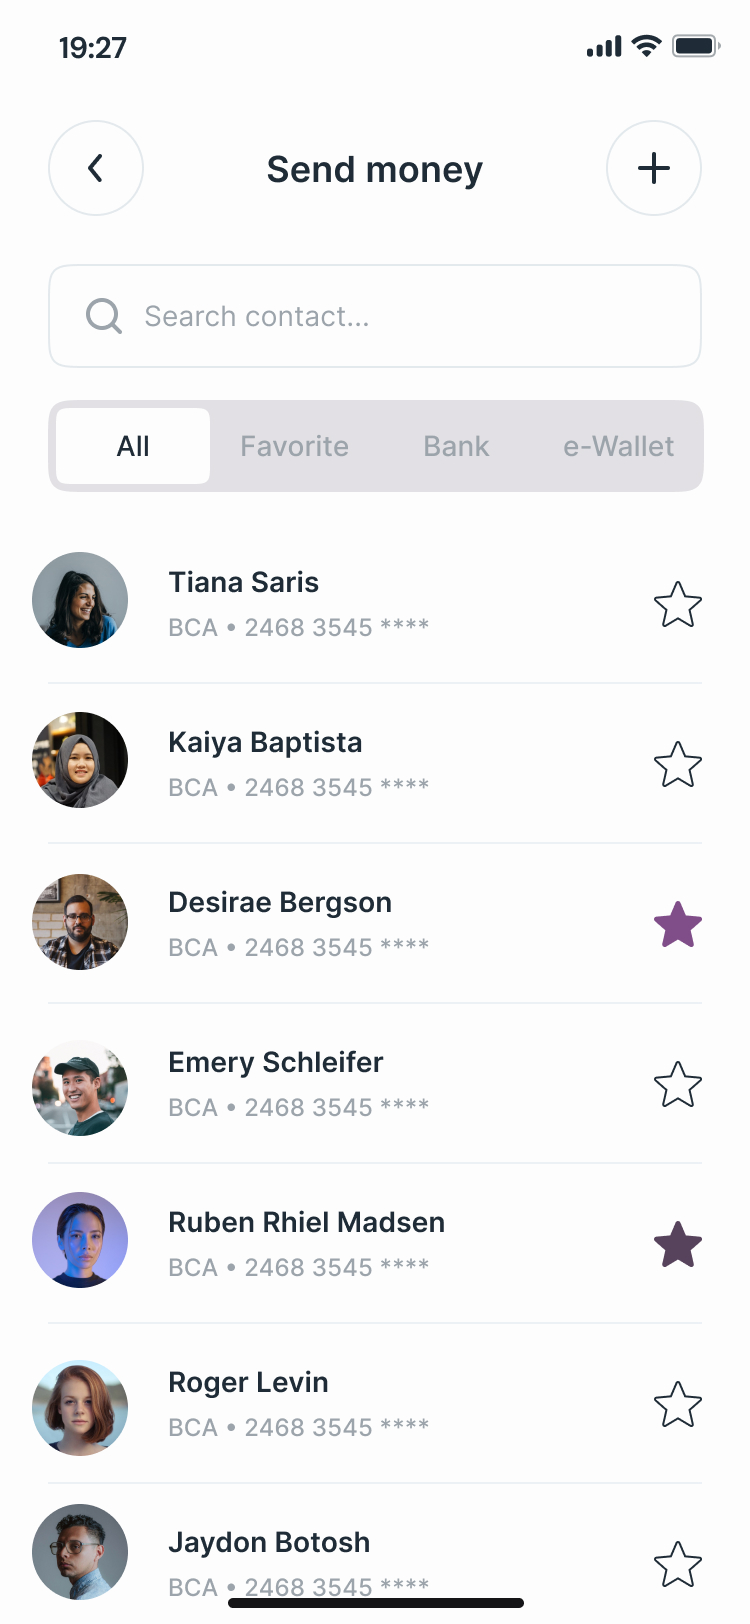 19:27
Send money
Search contact...
All Favorite Bank e-Wallet
Tiana Saris
BCA • 2468 3545 ****
Kaiya Baptista
BCA • 2468 3545 ****
Desirae Bergson
BCA • 2468 3545 ****
Emery Schleifer
BCA • 2468 3545 ****
Ruben Rhiel Madsen
BCA • 2468 3545 ****
Roger Levin
BCA • 2468 3545 ****
Jaydon Botosh
BCA • 2468 3545 ****